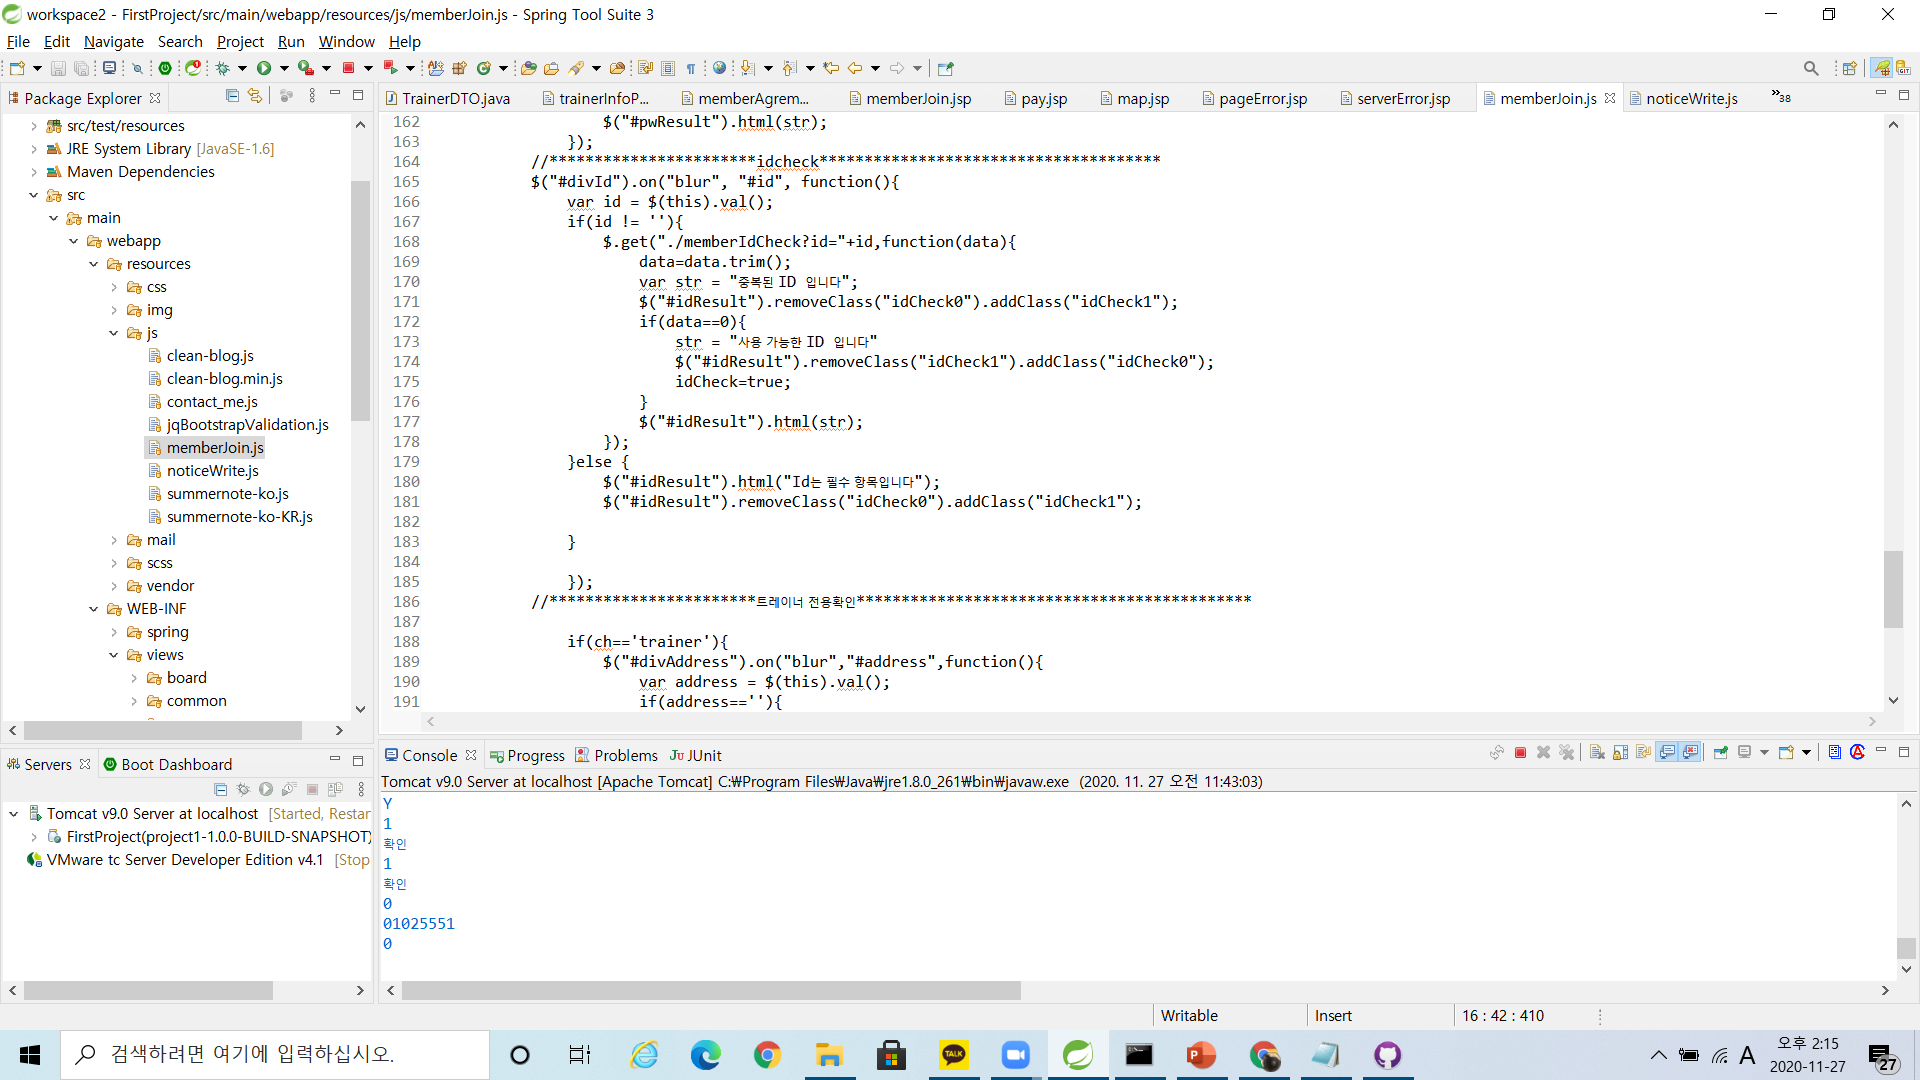 workspace2 - FirstProject/src/main/webapp/resources/js/memberJoin.js - Spring Tool Suite 3
File Edit Navigate Search Project Run Window Help
Package Explorer
src/test/resources
JRE System Library [JavaSE-1.6]
Maven Dependencies
src
main
webapp
resources
css
img
js
clean-blog.js
clean-blog.min.js
contact_me.js
jqBootstrapValidation.js
memberJoin.js
noticeWrite.js
summernote-ko.js
summernote-ko-KR.js
mail
scss
vendor
WEB-INF
spring
views
board
common
TrainerDTO.java trainerInfoP... memberAgrem... memberJoin.jsp pay.jsp map.jsp pageError.jsp serverError.jsp memberJoin.js noticeWrite.js »38
162 $("#pwResult").html(str);
163 });
164 //***********************idcheck**************************************
165 $("#divId").on("blur", "#id", function(){
166 var id = $(this).val();
167 if(id != ''){
168 $.get("./memberIdCheck?id="+id,function(data){
169 data=data.trim();
170 var str = "중복된 ID 입니다";
171 $("#idResult").removeClass("idCheck0").addClass("idCheck1");
172 if(data==0){
173 str = "사용 가능한 ID 입니다"
174 $("#idResult").removeClass("idCheck1").addClass("idCheck0");
175 idCheck=true;
176 }
177 $("#idResult").html(str);
178 });
179 }else {
180 $("#idResult").html("Id는 필수 항목입니다");
181 $("#idResult").removeClass("idCheck0").addClass("idCheck1");
182
183 }
184
185 });
186 //***********************트레이너 전용확인********************************************
187
188 if(ch=='trainer'){
189 $("#divAddress").on("blur","#address",function(){
190 var address = $(this).val();
191 if(address==''){
Servers Boot Dashboard
Tomcat v9.0 Server at localhost [Started, Restar
FirstProject(project1-1.0.0-BUILD-SNAPSHOT)
VMware tc Server Developer Edition v4.1 [Stop
Console Progress Problems JUnit
Tomcat v9.0 Server at localhost [Apache Tomcat] C:₩Program Files₩Java₩jre1.8.0_261₩bin₩javaw.exe (2020. 11. 27 오전 11:43:03)
Y
1
확인
1
확인
0
01025551
0
Writable Insert 16 : 42 : 410
검색하려면 여기에 입력하십시오.
TALK
A
오후 2:15
2020-11-27
27